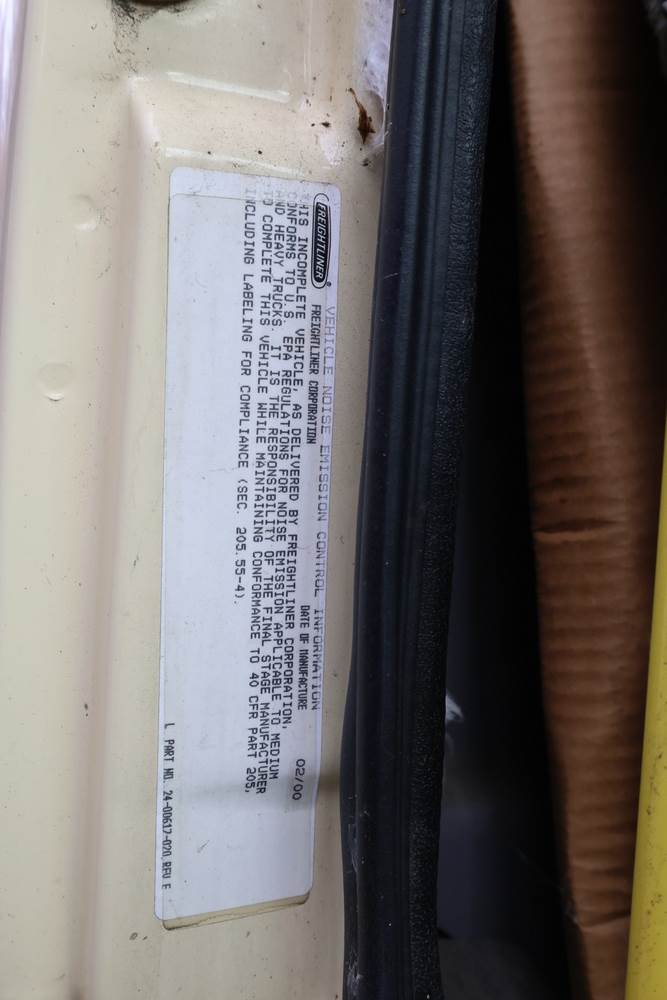 FREIGHTLINER®
VEHICLE NOISE EMISSION CONTROL INFORMATION
FREIGHTLINER CORPORATION
DATE OF MANUFACTURE 02/00
THIS INCOMPLETE VEHICLE, AS DELIVERED BY FREIGHTLINER CORPORATION,
CONFORMS TO U.S. EPA REGULATIONS FOR NOISE EMISSION APPLICABLE TO MEDIUM
AND HEAVY TRUCKS. IT IS THE RESPONSIBILITY OF THE FINAL STAGE MANUFACTURER
TO COMPLETE THIS VEHICLE WHILE MAINTAINING CONFORMANCE TO 40 CFR PART 205,
INCLUDING LABELING FOR COMPLIANCE (SEC. 205.55-4).
L PART NO. 24-00617-020 REV E